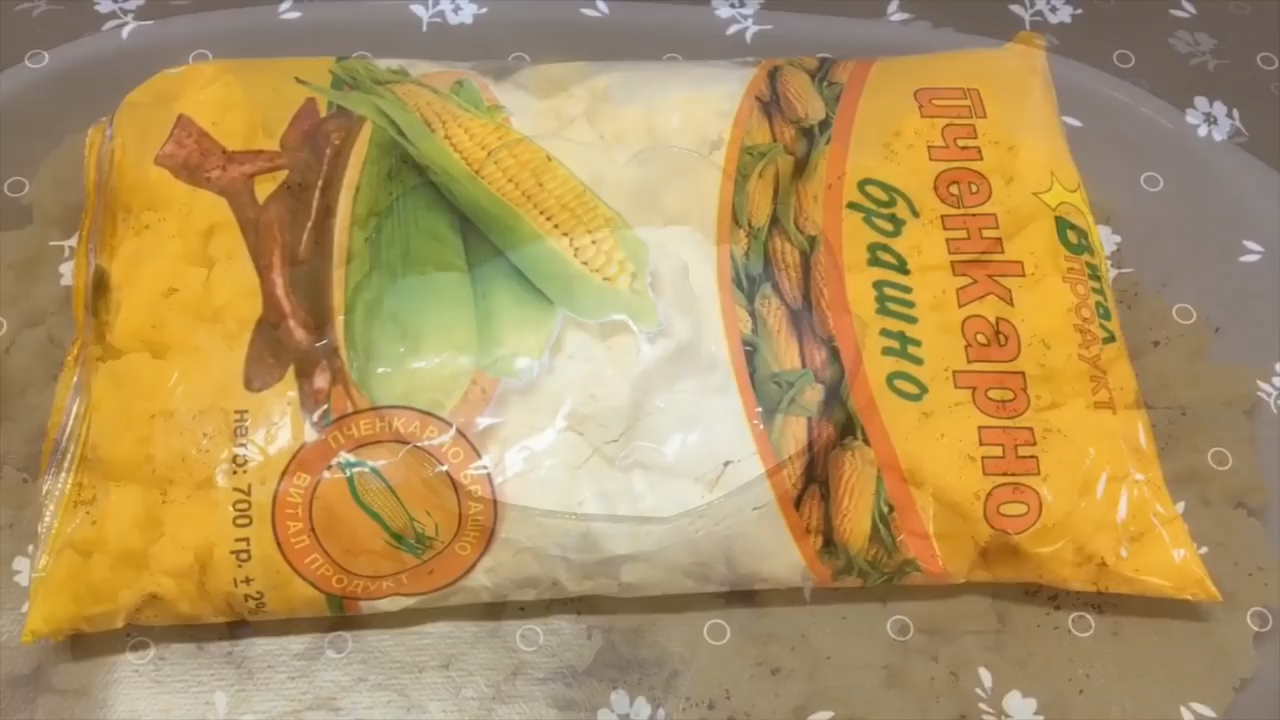 Витал
продукт
пченкарно
брашно
ПЧЕНКАРНО БРАШНО
ВИТАЛ ПРОДУКТ
нето. 700 гр. ± 2%